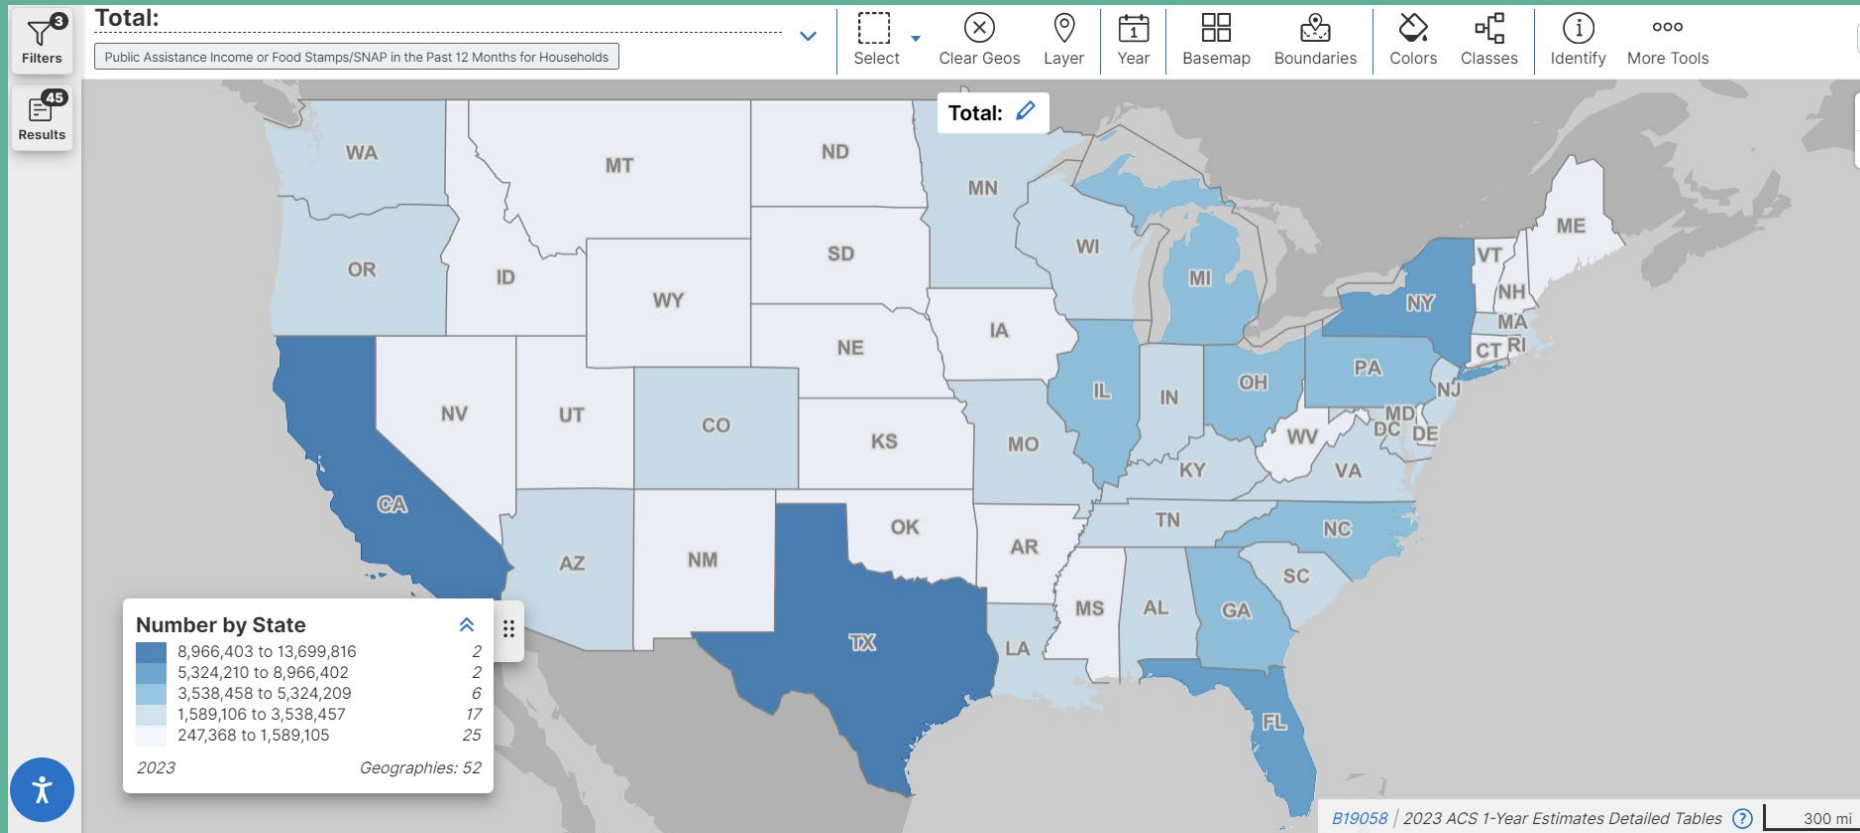 3
Filters
45
Results
Total:
Public Assistance Income or Food Stamps/SNAP in the Past 12 Months for Households
Select
Clear Geos
Layer
1
Year
Basemap
Boundaries
Colors
Classes
Identify
More Tools
Total:
WA
MT
ND
MN
OR
ID
SD
WI
MI
ME
VT
NH
NY
MA
CT
RI
WY
IA
NE
PA
NJ
NV
UT
CO
KS
MO
IL
IN
OH
MD
DC
DE
WV
VA
KY
CA
AZ
NM
OK
AR
TN
NC
SC
MS
AL
GA
TX
LA
FL
Number by State
8,966,403 to 13,699,816 2
5,324,210 to 8,966,402 2
3,538,458 to 5,324,209 6
1,589,106 to 3,538,457 17
247,368 to 1,589,105 25
2023 Geographies: 52
B19058 | 2023 ACS 1-Year Estimates Detailed Tables ?
300 mi